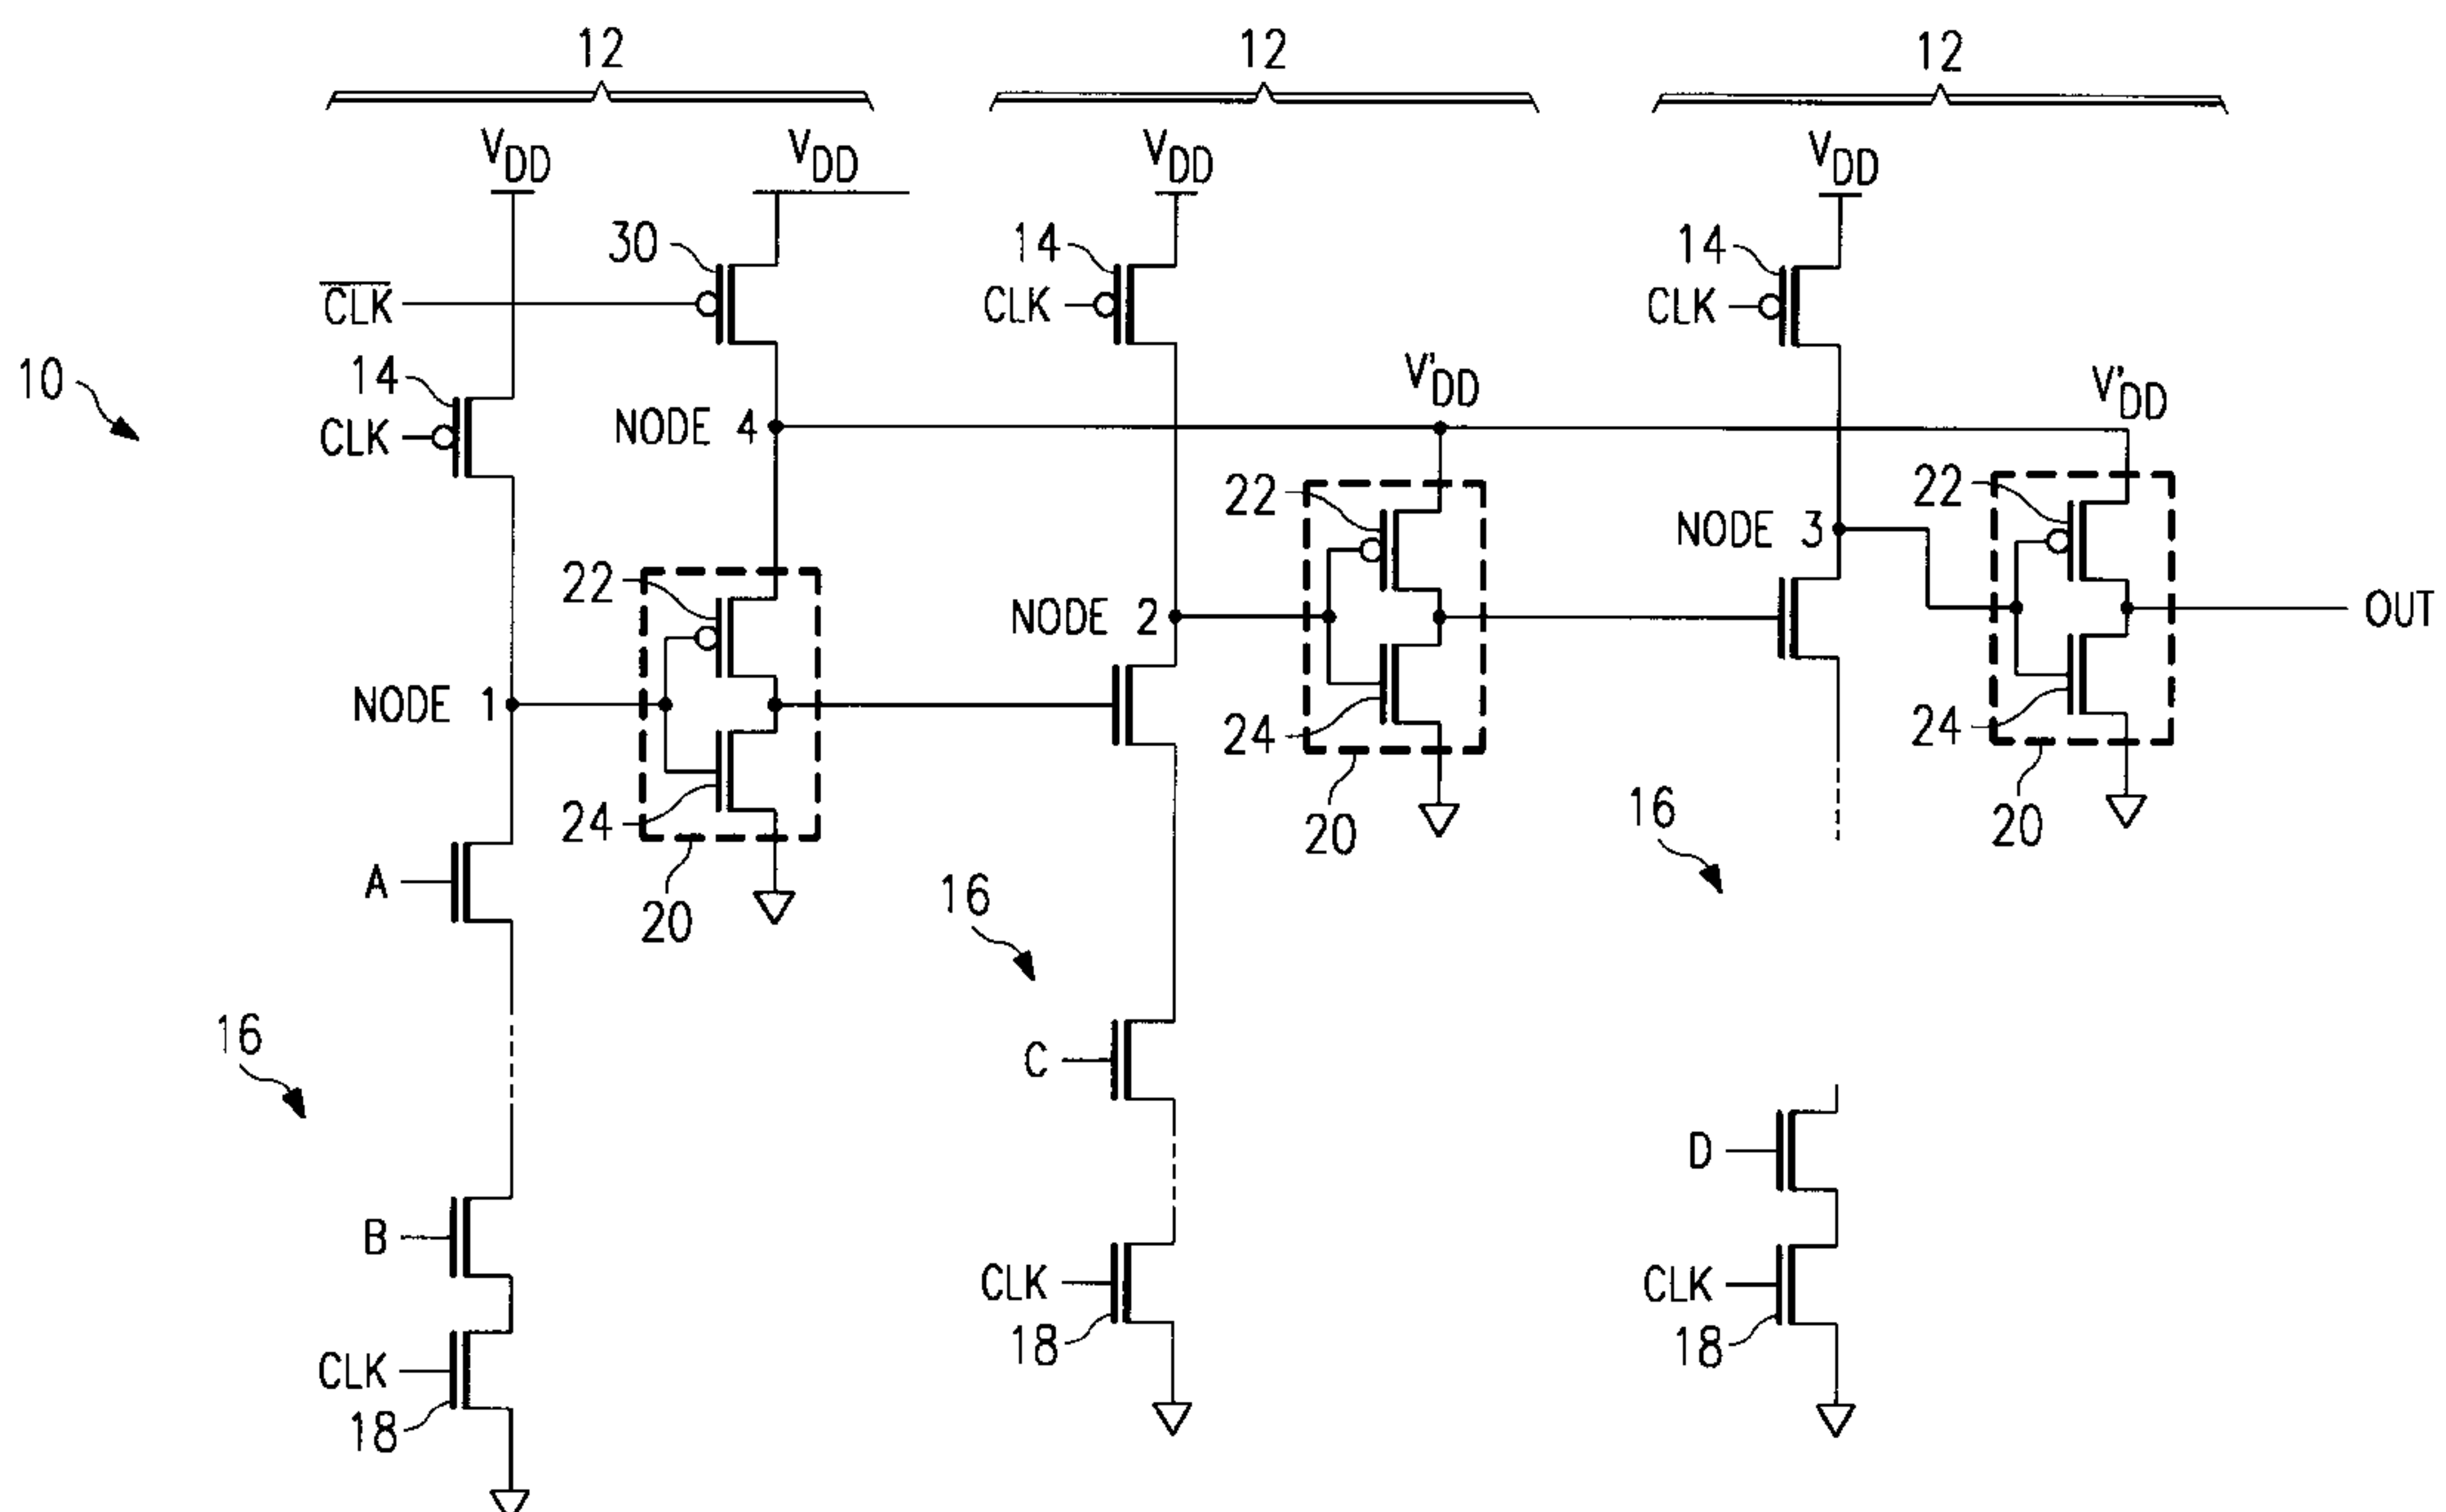 12 12 12
VDD VDD VDD VDD
30 14 14
CLK CLK CLK
10 14 V'DD V'DD
CLK NODE 4
22 22
NODE 3
22 NODE 2 OUT
NODE 1 24 24
24 20 16 20
A 20 16
16 C
D
B
CLK CLK
CLK 18 18
18